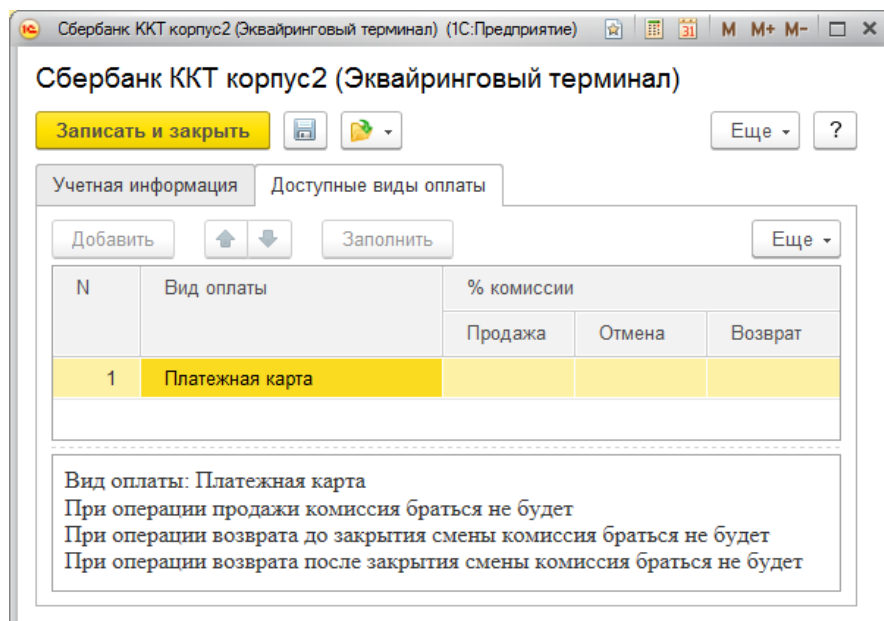 Сбербанк ККТ корпус2 (Эквайринговый терминал) (1С:Предприятие) 31 M M+ M-
Сбербанк ККТ корпус2 (Эквайринговый терминал)
Записать и закрыть Еще ?
Учетная информация Доступные виды оплаты
Добавить Заполнить Еще
N Вид оплаты % комиссии
Продажа Отмена Возврат
1 Платежная карта
Вид оплаты: Платежная карта
При операции продажи комиссия браться не будет
При операции возврата до закрытия смены комиссия браться не будет
При операции возврата после закрытия смены комиссия браться не будет